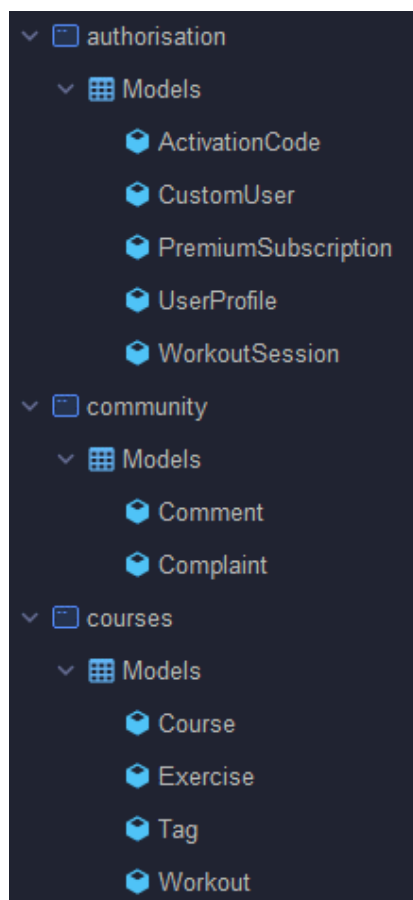 authorisation
Models
ActivationCode
CustomUser
PremiumSubscription
UserProfile
WorkoutSession
community
Models
Comment
Complaint
courses
Models
Course
Exercise
Tag
Workout